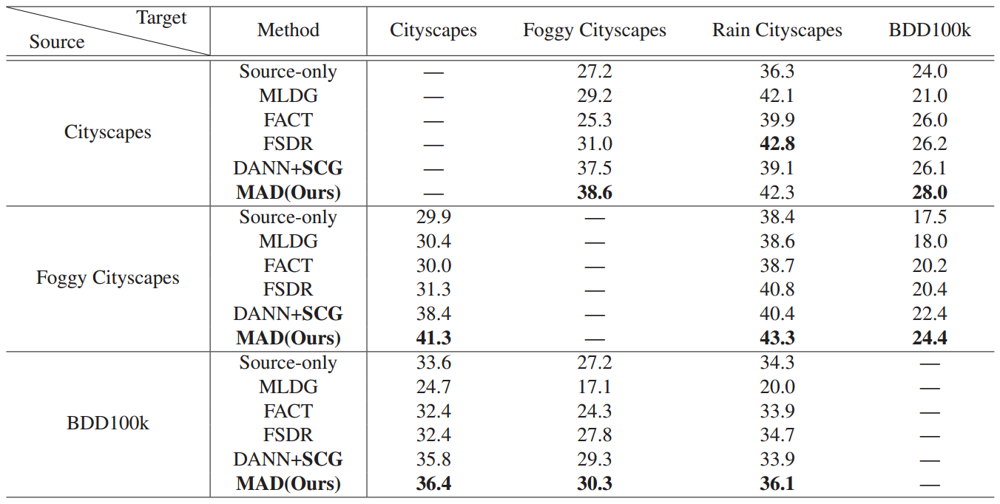 Target
Source Method Cityscapes Foggy Cityscapes Rain Cityscapes BDD100k
Source-only — 27.2 36.3 24.0
MLDG — 29.2 42.1 21.0
FACT — 25.3 39.9 26.0
Cityscapes
FSDR — 31.0 42.8 26.2
DANN+SCG — 37.5 39.1 26.1
MAD(Ours) — 38.6 42.3 28.0
Source-only 29.9 — 38.4 17.5
MLDG 30.4 — 38.6 18.0
FACT 30.0 — 38.7 20.2
Foggy Cityscapes
FSDR 31.3 — 40.8 20.4
DANN+SCG 38.4 — 40.4 22.4
MAD(Ours) 41.3 — 43.3 24.4
Source-only 33.6 27.2 34.3 —
MLDG 24.7 17.1 20.0 —
FACT 32.4 24.3 33.9 —
BDD100k
FSDR 32.4 27.8 34.7 —
DANN+SCG 35.8 29.3 33.9 —
MAD(Ours) 36.4 30.3 36.1 —